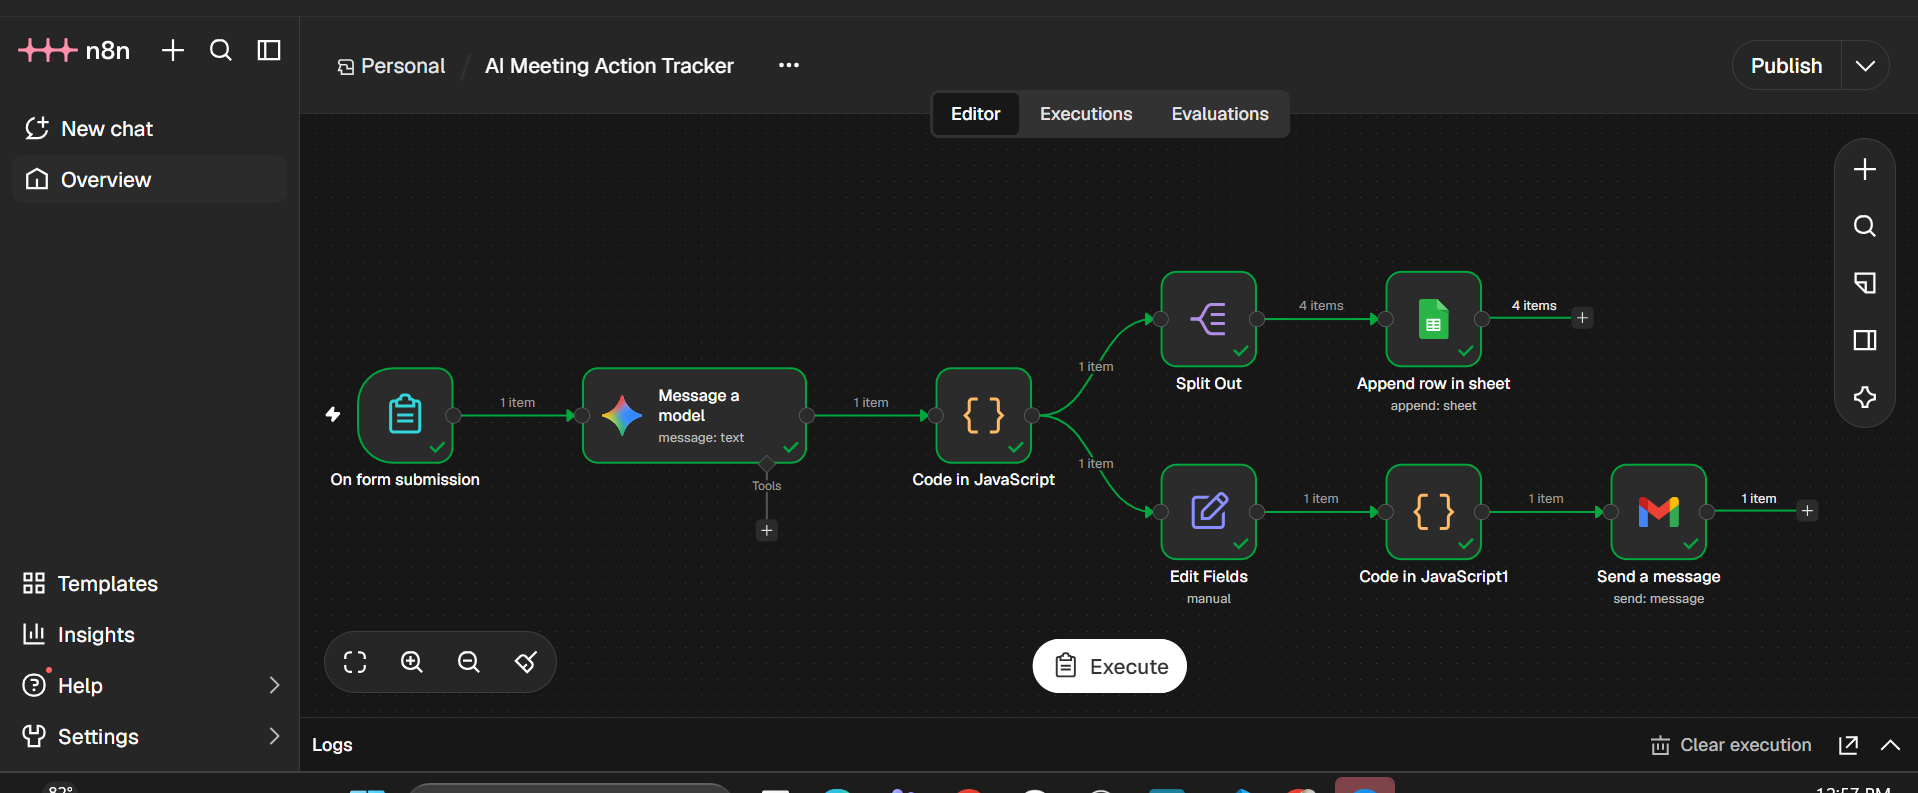 n8n
Personal / AI Meeting Action Tracker
Publish
Editor
Executions
Evaluations
New chat
Overview
4 items
4 items
1 item
Split Out
Append row in sheet
append: sheet
1 item
Message a
model
message: text
1 item
Tools
On form submission
Code in JavaScript
1 item
1 item
1 item
1 item
Edit Fields
manual
Code in JavaScript1
Send a message
send: message
Templates
Insights
Help
Settings
Execute
Logs
Clear execution